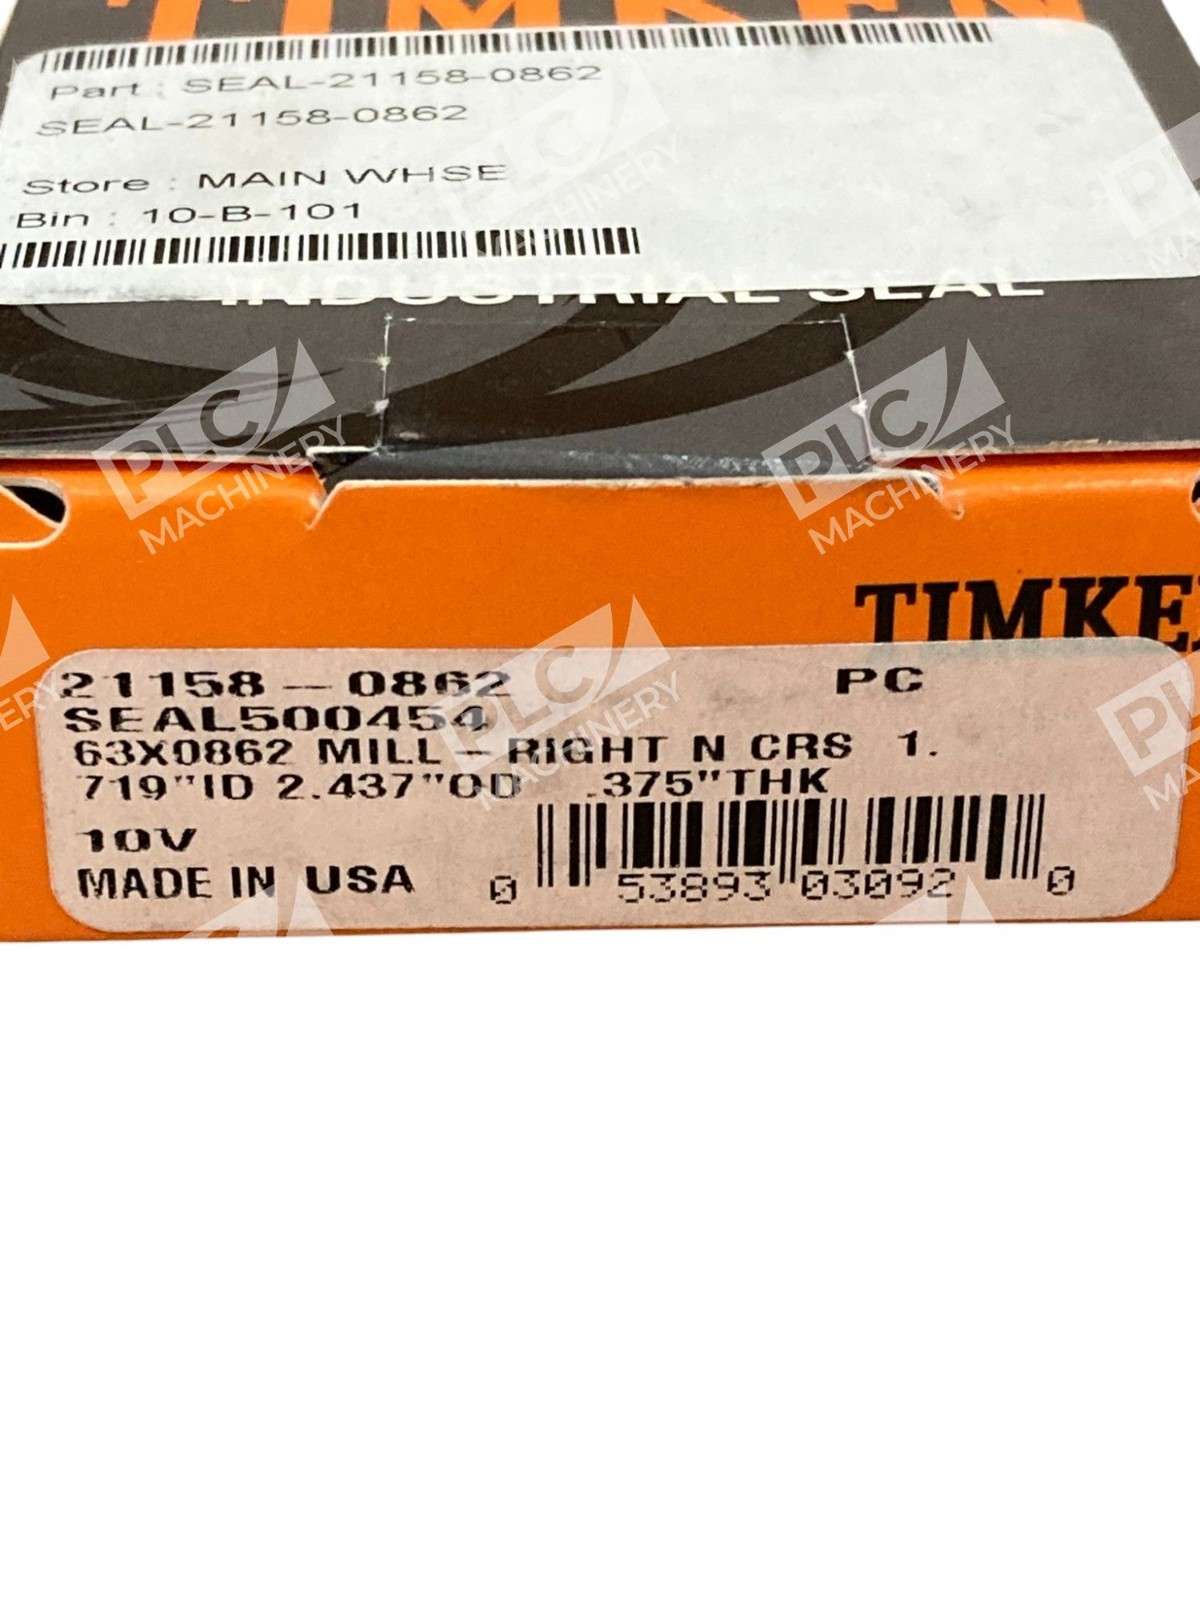 TIMKEN
Part : SEAL-21158-0862
SEAL-21158-0862
Store : MAIN WHSE
Bin : 10-B-101
INDUSTRIAL SEAL
TIMKE
21158-0862 PC
SEAL500454
63X0862 MILL-RIGHT N CRS 1.
719"ID 2.437"OD .375"THK
10V
MADE IN USA
0 53893 03092 0
PLC MACHINERY